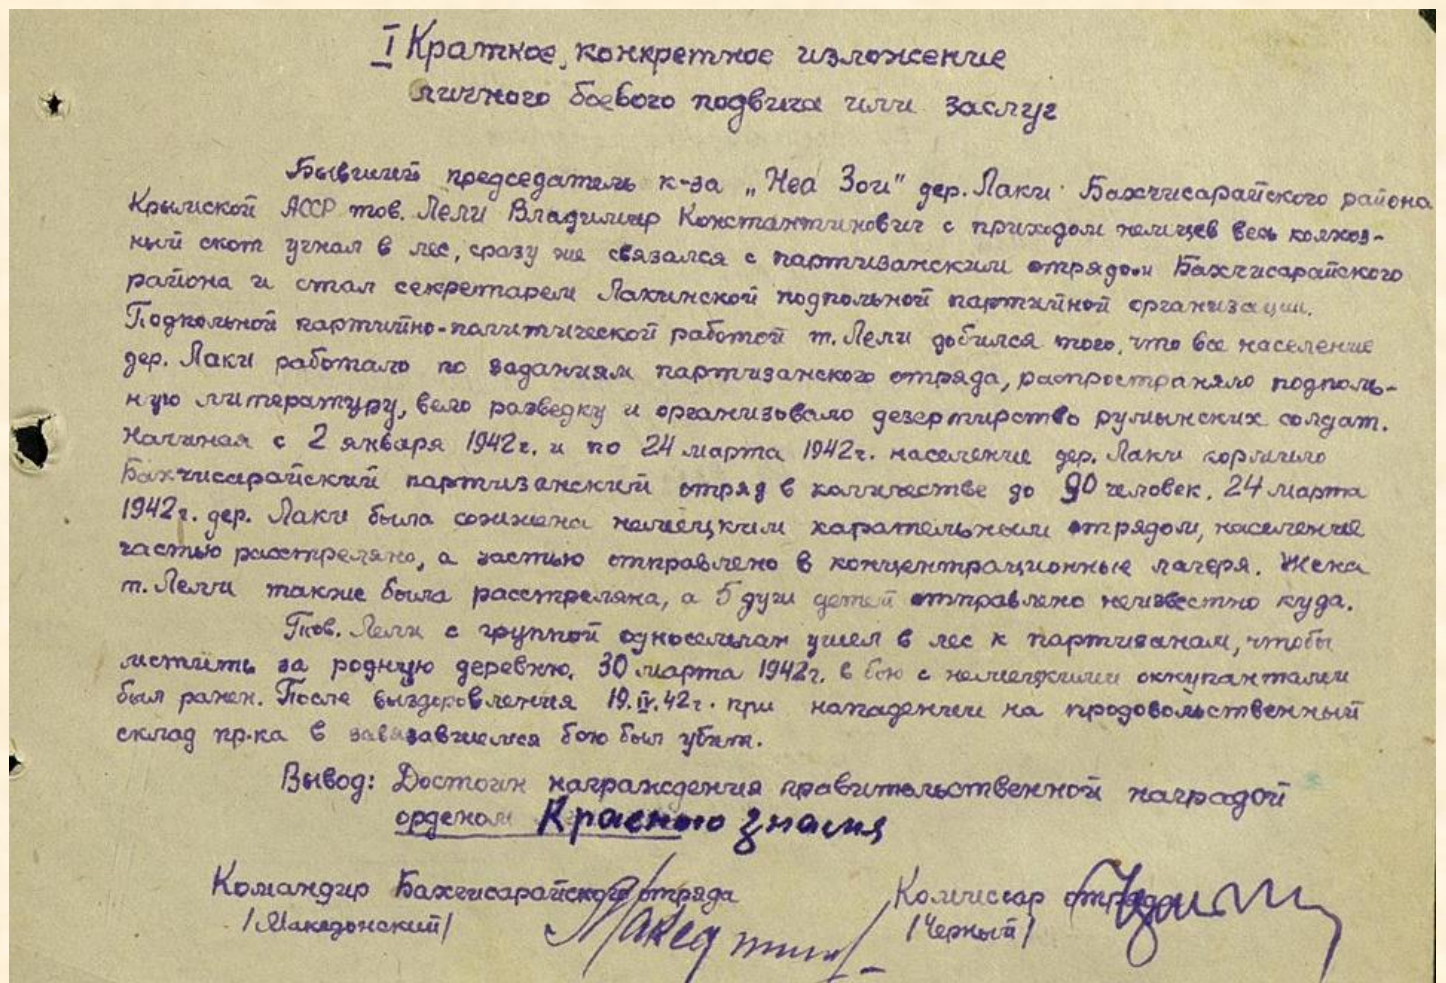 I Краткое, конкретное изложение
личного боевого подвига или заслуг
Бывший председатель к-за „Неа Зои" дер. Лаки Бахчисарайского района
Крымской АССР тов. Лели Владимир Константинович с приходом немцев весь колхоз-
ный скот угнал в лес, сразу же связался с партизанским отрядом Бахчисарайского
района и стал секретарем Лакинской подпольной партийной организации.
Подпольной партийно-политической работой т. Лели добился того, что все население
дер. Лаки работало по заданиям партизанского отряда, распространяло подполь-
ную литературу, вело разведку и организовало дезертирство румынских солдат.
Начиная с 2 января 1942г. и по 24 марта 1942г. население дер. Лаки кормило
Бахчисарайский партизанский отряд в количестве до 90 человек. 24 марта
1942г. дер. Лаки была сожжена немецким карательным отрядом, население
частью расстреляно, а частью отправлено в концентрационные лагеря. Жена
т. Лели также была расстреляна, а 5 душ детей отправлено неизвестно куда.
Тов. Лели с группой односельчан ушел в лес к партизанам, чтобы
мстить за родную деревню. 30 марта 1942г. в бою с немецкими оккупантами
был ранен. После выздоровления 19.IV.42г. при нападении на продовольственный
склад пр-ка в завязавшемся бою был убит.
Вывод: Достоин награждения правительственной наградой
орденом Красного Знамя
Командир Бахчисарайского отряда
Комиссар отряда
/Македонский/
/Черный/